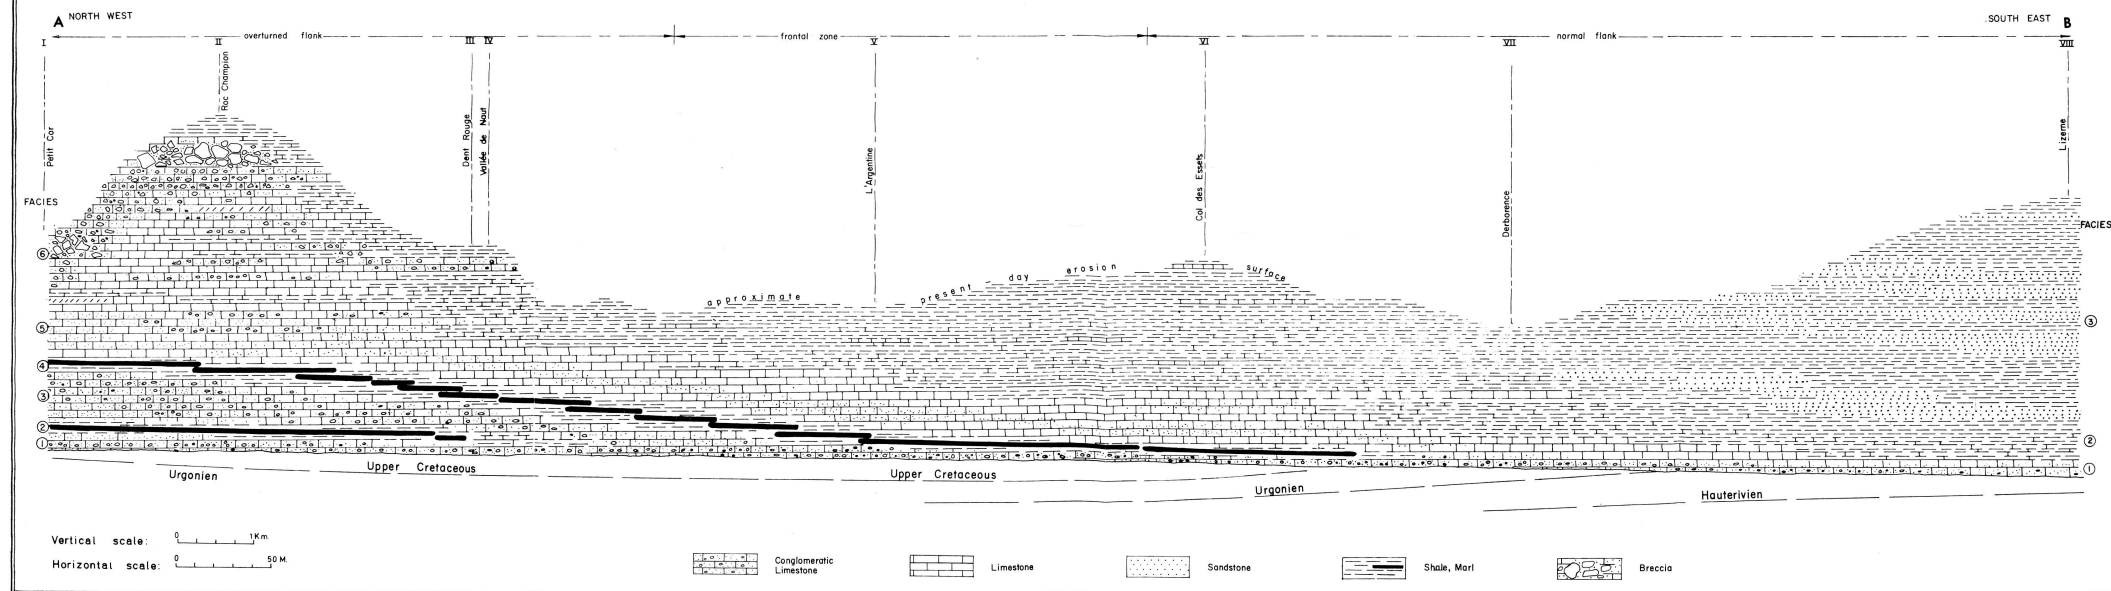 A NORTH WEST
SOUTH EAST B
overturned flank
frontal zone
normal flank
I
II
III
IV
V
VI
VII
VIII
Petit Cor
Roc Champion
Dent Rouge
Vallée de Nant
L'Argentine
Col des Essets
Derborence
Lizerne
FACIES
FACIES
approximate present day erosion surface
6
5
4
3
2
1
3
2
1
Urgonien
Upper Cretaceous
Upper Cretaceous
Urgonien
Hauterivien
Vertical scale: 0 1Km.
Horizontal scale: 0 50 M.
Conglomeratic
Limestone
Limestone
Sandstone
Shale, Marl
Breccia